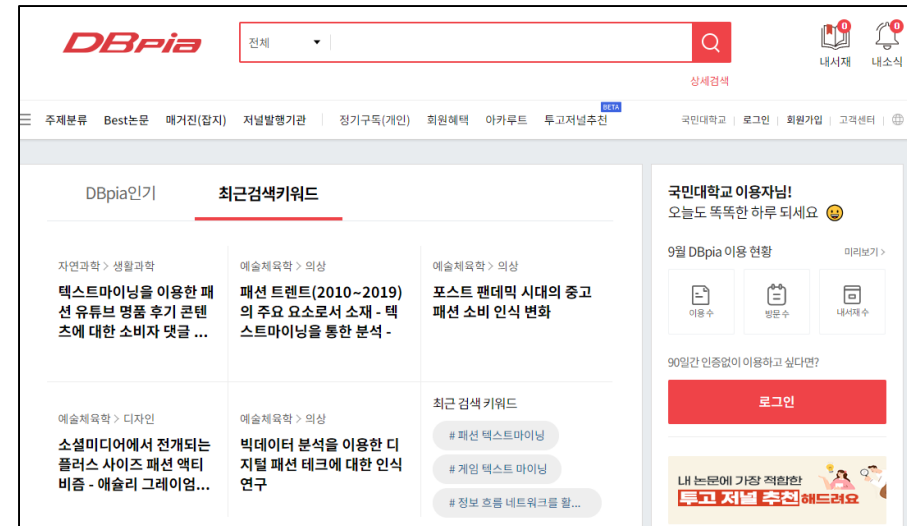 DBpia
전체
0
0
내서재
내소식
상세검색
BETA
주제분류 Best논문 매거진(잡지) 저널발행기관 정기구독(개인) 회원혜택 아카루트 투고저널추천
국민대학교 로그인 회원가입 고객센터
DBpia인기
최근검색키워드
자연과학 > 생활과학
텍스트마이닝을 이용한 패
션 유튜브 명품 후기 콘텐
츠에 대한 소비자 댓글 ...
예술체육학 > 의상
패션 트렌트(2010~2019)
의 주요 요소로서 소재 - 텍
스트마이닝을 통한 분석 -
예술체육학 > 의상
포스트 팬데믹 시대의 중고
패션 소비 인식 변화
예술체육학 > 디자인
소셜미디어에서 전개되는
플러스 사이즈 패션 액티
비즘 - 애슐리 그레이엄...
예술체육학 > 의상
빅데이터 분석을 이용한 디
지털 패션 테크에 대한 인식
연구
최근 검색 키워드
# 패션 텍스트마이닝
# 게임 텍스트 마이닝
# 정보 흐름 네트워크를 활...
국민대학교 이용자님!
오늘도 똑똑한 하루 되세요
9월 DBpia 이용 현황
미리보기 >
이용 수
방문 수
내서재 수
90일간 인증없이 이용하고 싶다면?
로그인
내 논문에 가장 적합한
투고 저널 추천해드려요